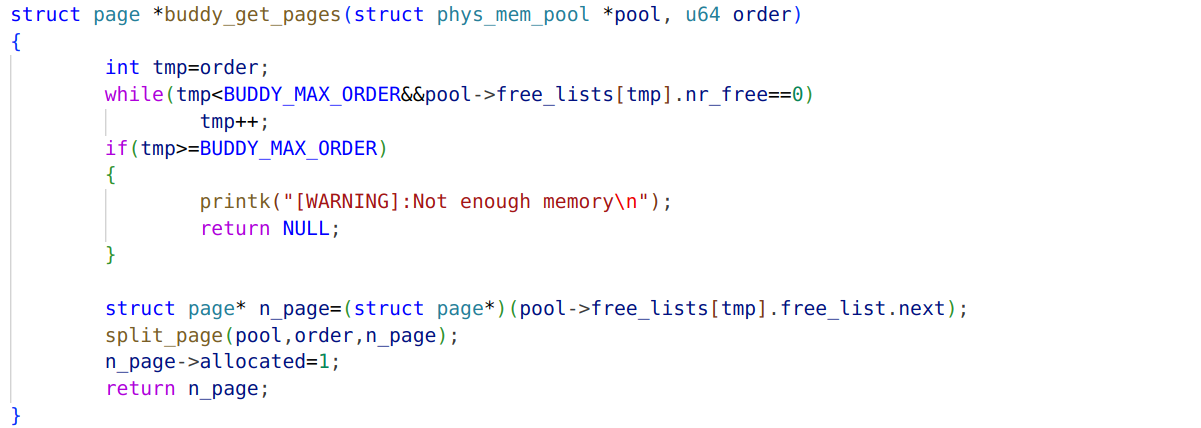 struct page *buddy_get_pages(struct phys_mem_pool *pool, u64 order)
{
        int tmp=order;
        while(tmp<BUDDY_MAX_ORDER&&pool->free_lists[tmp].nr_free==0)
                tmp++;
        if(tmp>=BUDDY_MAX_ORDER)
        {
                printk("[WARNING]:Not enough memory\n");
                return NULL;
        }

        struct page* n_page=(struct page*)(pool->free_lists[tmp].free_list.next);
        split_page(pool,order,n_page);
        n_page->allocated=1;
        return n_page;
}